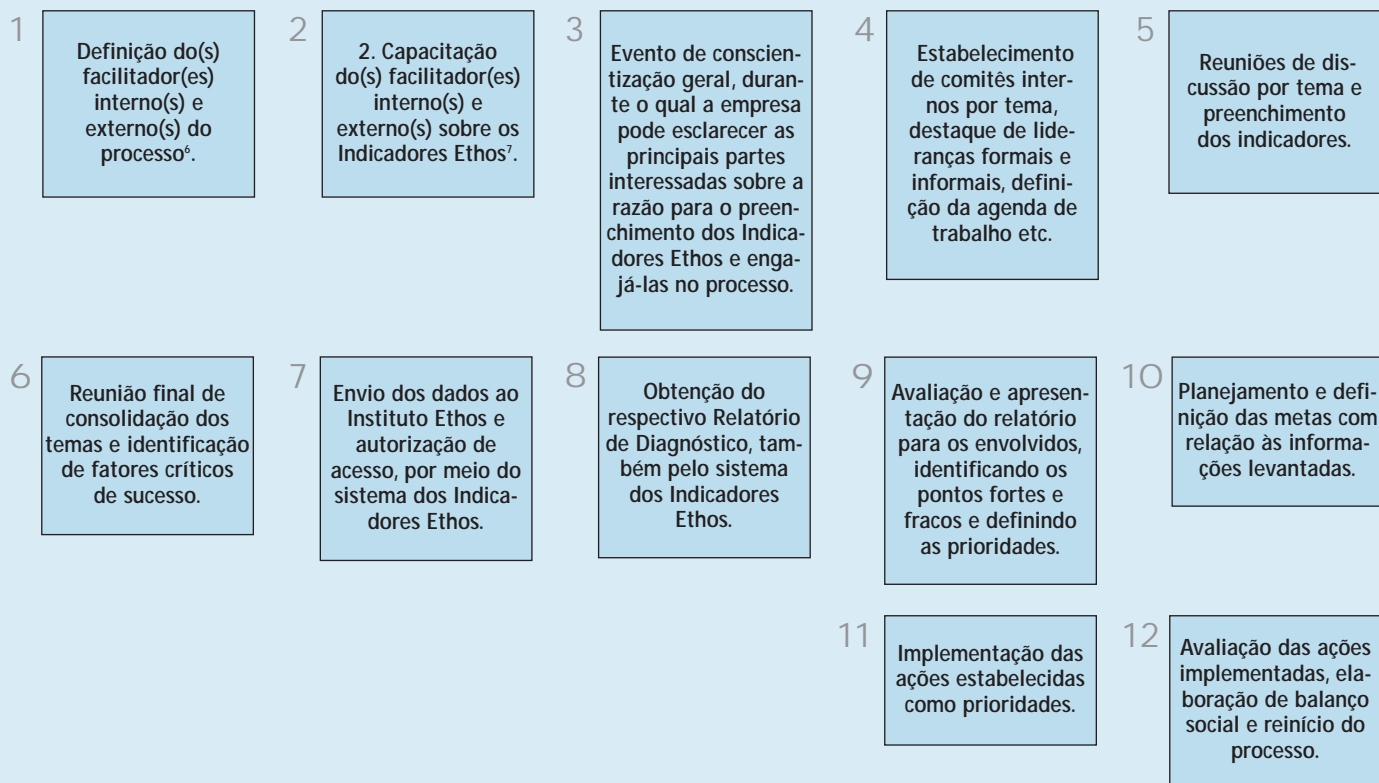 1
Definição do(s)
facilitador(es)
interno(s) e
externo(s) do
processo⁶.
2
2. Capacitação
do(s) facilitador(es)
interno(s) e
externo(s) sobre os
Indicadores Ethos⁷.
3
Evento de conscien-
tização geral, duran-
te o qual a empresa
pode esclarecer as
principais partes
interessadas sobre a
razão para o preen-
chimento dos Indica-
dores Ethos e enga-
já-las no processo.
4
Estabelecimento
de comitês inter-
nos por tema,
destaque de lide-
ranças formais e
informais, defini-
ção da agenda de
trabalho etc.
5
Reuniões de dis-
cussão por tema e
preenchimento
dos indicadores.
6
Reunião final de
consolidação dos
temas e identificação
de fatores críticos
de sucesso.
7
Envio dos dados ao
Instituto Ethos e
autorização de
acesso, por meio do
sistema dos Indica-
dores Ethos.
8
Obtenção do
respectivo Relatório
de Diagnóstico, tam-
bém pelo sistema
dos Indicadores
Ethos.
9
Avaliação e apresen-
tação do relatório
para os envolvidos,
identificando os
pontos fortes e
fracos e definindo
as prioridades.
10
Planejamento e defi-
nição das metas com
relação às informa-
ções levantadas.
11
Implementação das
ações estabelecidas
como prioridades.
12
Avaliação das ações
implementadas, ela-
boração de balanço
social e reinício do
processo.